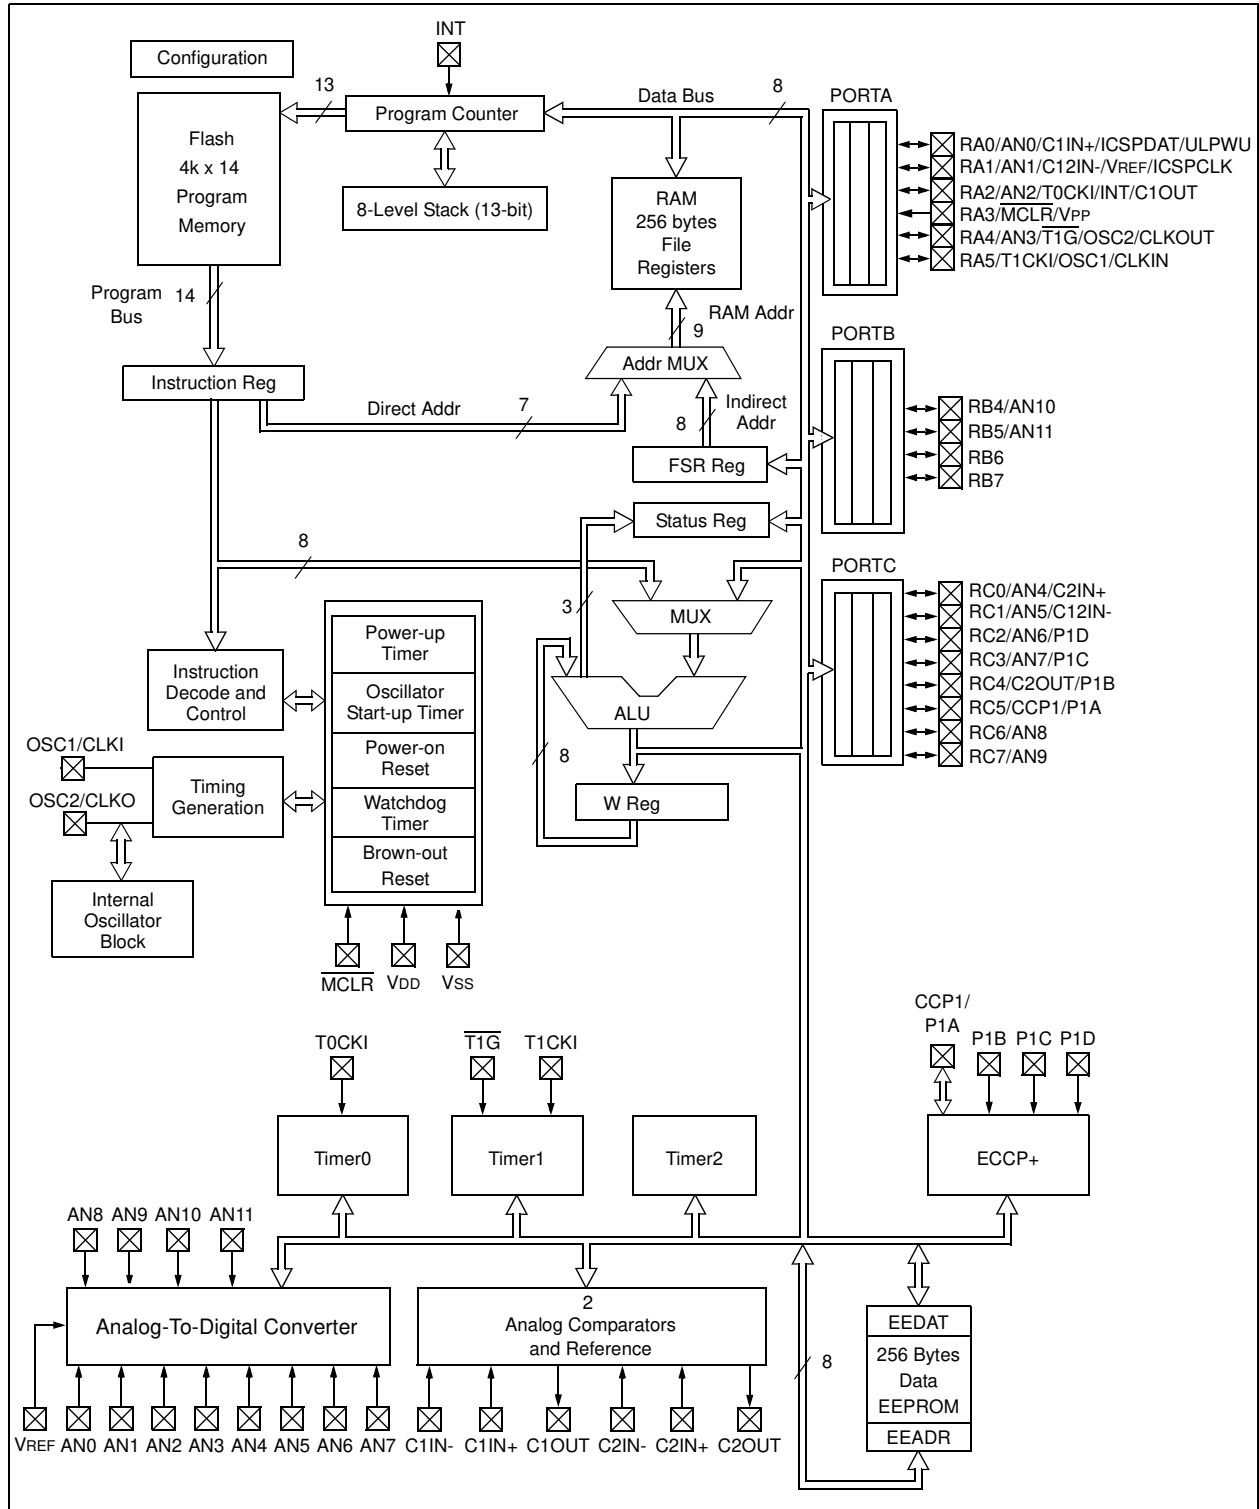 INT
Configuration
13
Data Bus
8
PORTA
Program Counter
Flash
4k x 14
Program
Memory
8-Level Stack (13-bit)
RAM
256 bytes
File
Registers
RA0/AN0/C1IN+/ICSPDAT/ULPWU
RA1/AN1/C12IN-/VREF/ICSPCLK
RA2/AN2/T0CKI/INT/C1OUT
RA3/MCLR/VPP
RA4/AN3/T1G/OSC2/CLKOUT
RA5/T1CKI/OSC1/CLKIN
Program
Bus
14
RAM Addr
9
PORTB
Addr MUX
Instruction Reg
Direct Addr
7
Indirect
Addr
8
FSR Reg
RB4/AN10
RB5/AN11
RB6
RB7
Status Reg
8
3
MUX
PORTC
RC0/AN4/C2IN+
RC1/AN5/C12IN-
RC2/AN6/P1D
RC3/AN7/P1C
RC4/C2OUT/P1B
RC5/CCP1/P1A
RC6/AN8
RC7/AN9
Power-up
Timer
Oscillator
Start-up Timer
Power-on
Reset
Watchdog
Timer
Brown-out
Reset
Instruction
Decode and
Control
ALU
8
W Reg
OSC1/CLKI
OSC2/CLKO
Timing
Generation
Internal
Oscillator
Block
MCLR
VDD
VSS
T0CKI
T1G
T1CKI
CCP1/
P1A
P1B
P1C
P1D
Timer0
Timer1
Timer2
ECCP+
AN8
AN9
AN10
AN11
Analog-To-Digital Converter
2
Analog Comparators
and Reference
8
EEDAT
256 Bytes
Data
EEPROM
EEADR
VREF
AN0
AN1
AN2
AN3
AN4
AN5
AN6
AN7
C1IN-
C1IN+
C1OUT
C2IN-
C2IN+
C2OUT